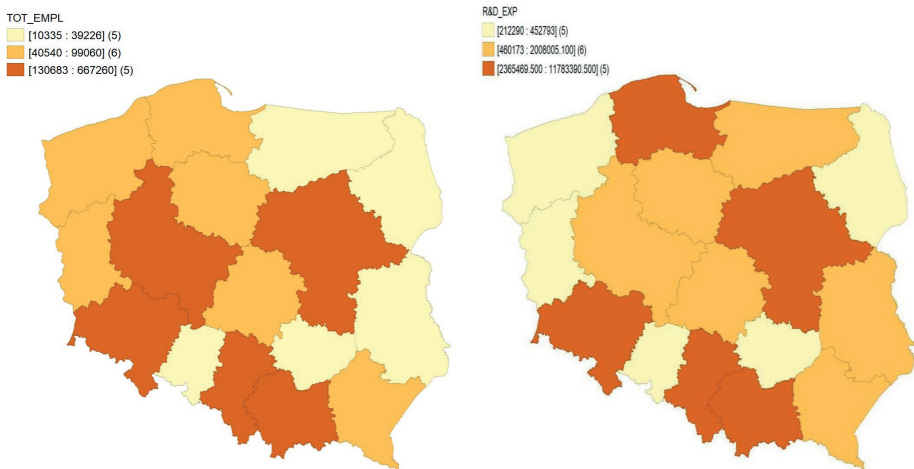 TOT_EMPL
[10335 : 39226] (5)
[40540 : 99060] (6)
[130683 : 667260] (5)
R&D_EXP
[212290 : 452793] (5)
[460173 : 2008005.100] (6)
[2365469.500 : 11783390.500] (5)